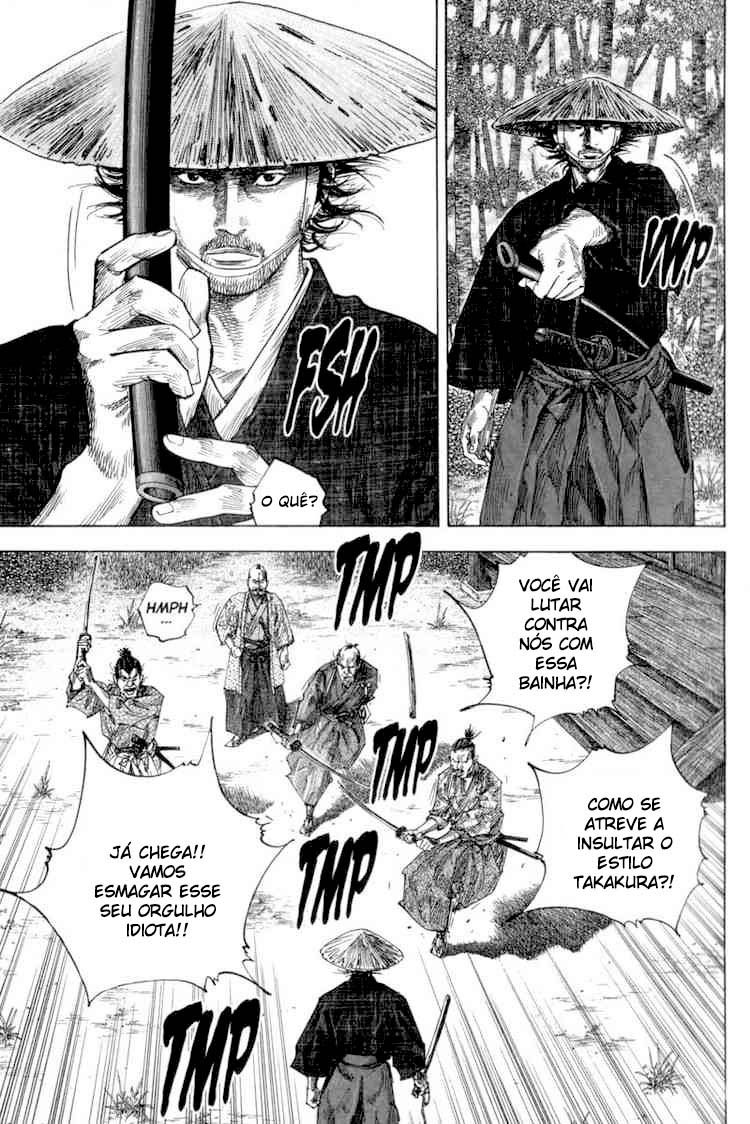 VWP
FSH
O QUÊ?
TMP
VOCÊ VAI
LUTAR
CONTRA
NÓS COM
ESSA
BAINHA?!
HMPH
...
TMP
COMO SE
ATREVE A
INSULTAR O
ESTILO
TAKAKURA?!
TMP
JÁ CHEGA!!
VAMOS
ESMAGAR ESSE
SEU ORGULHO
IDIOTA!!
TMP